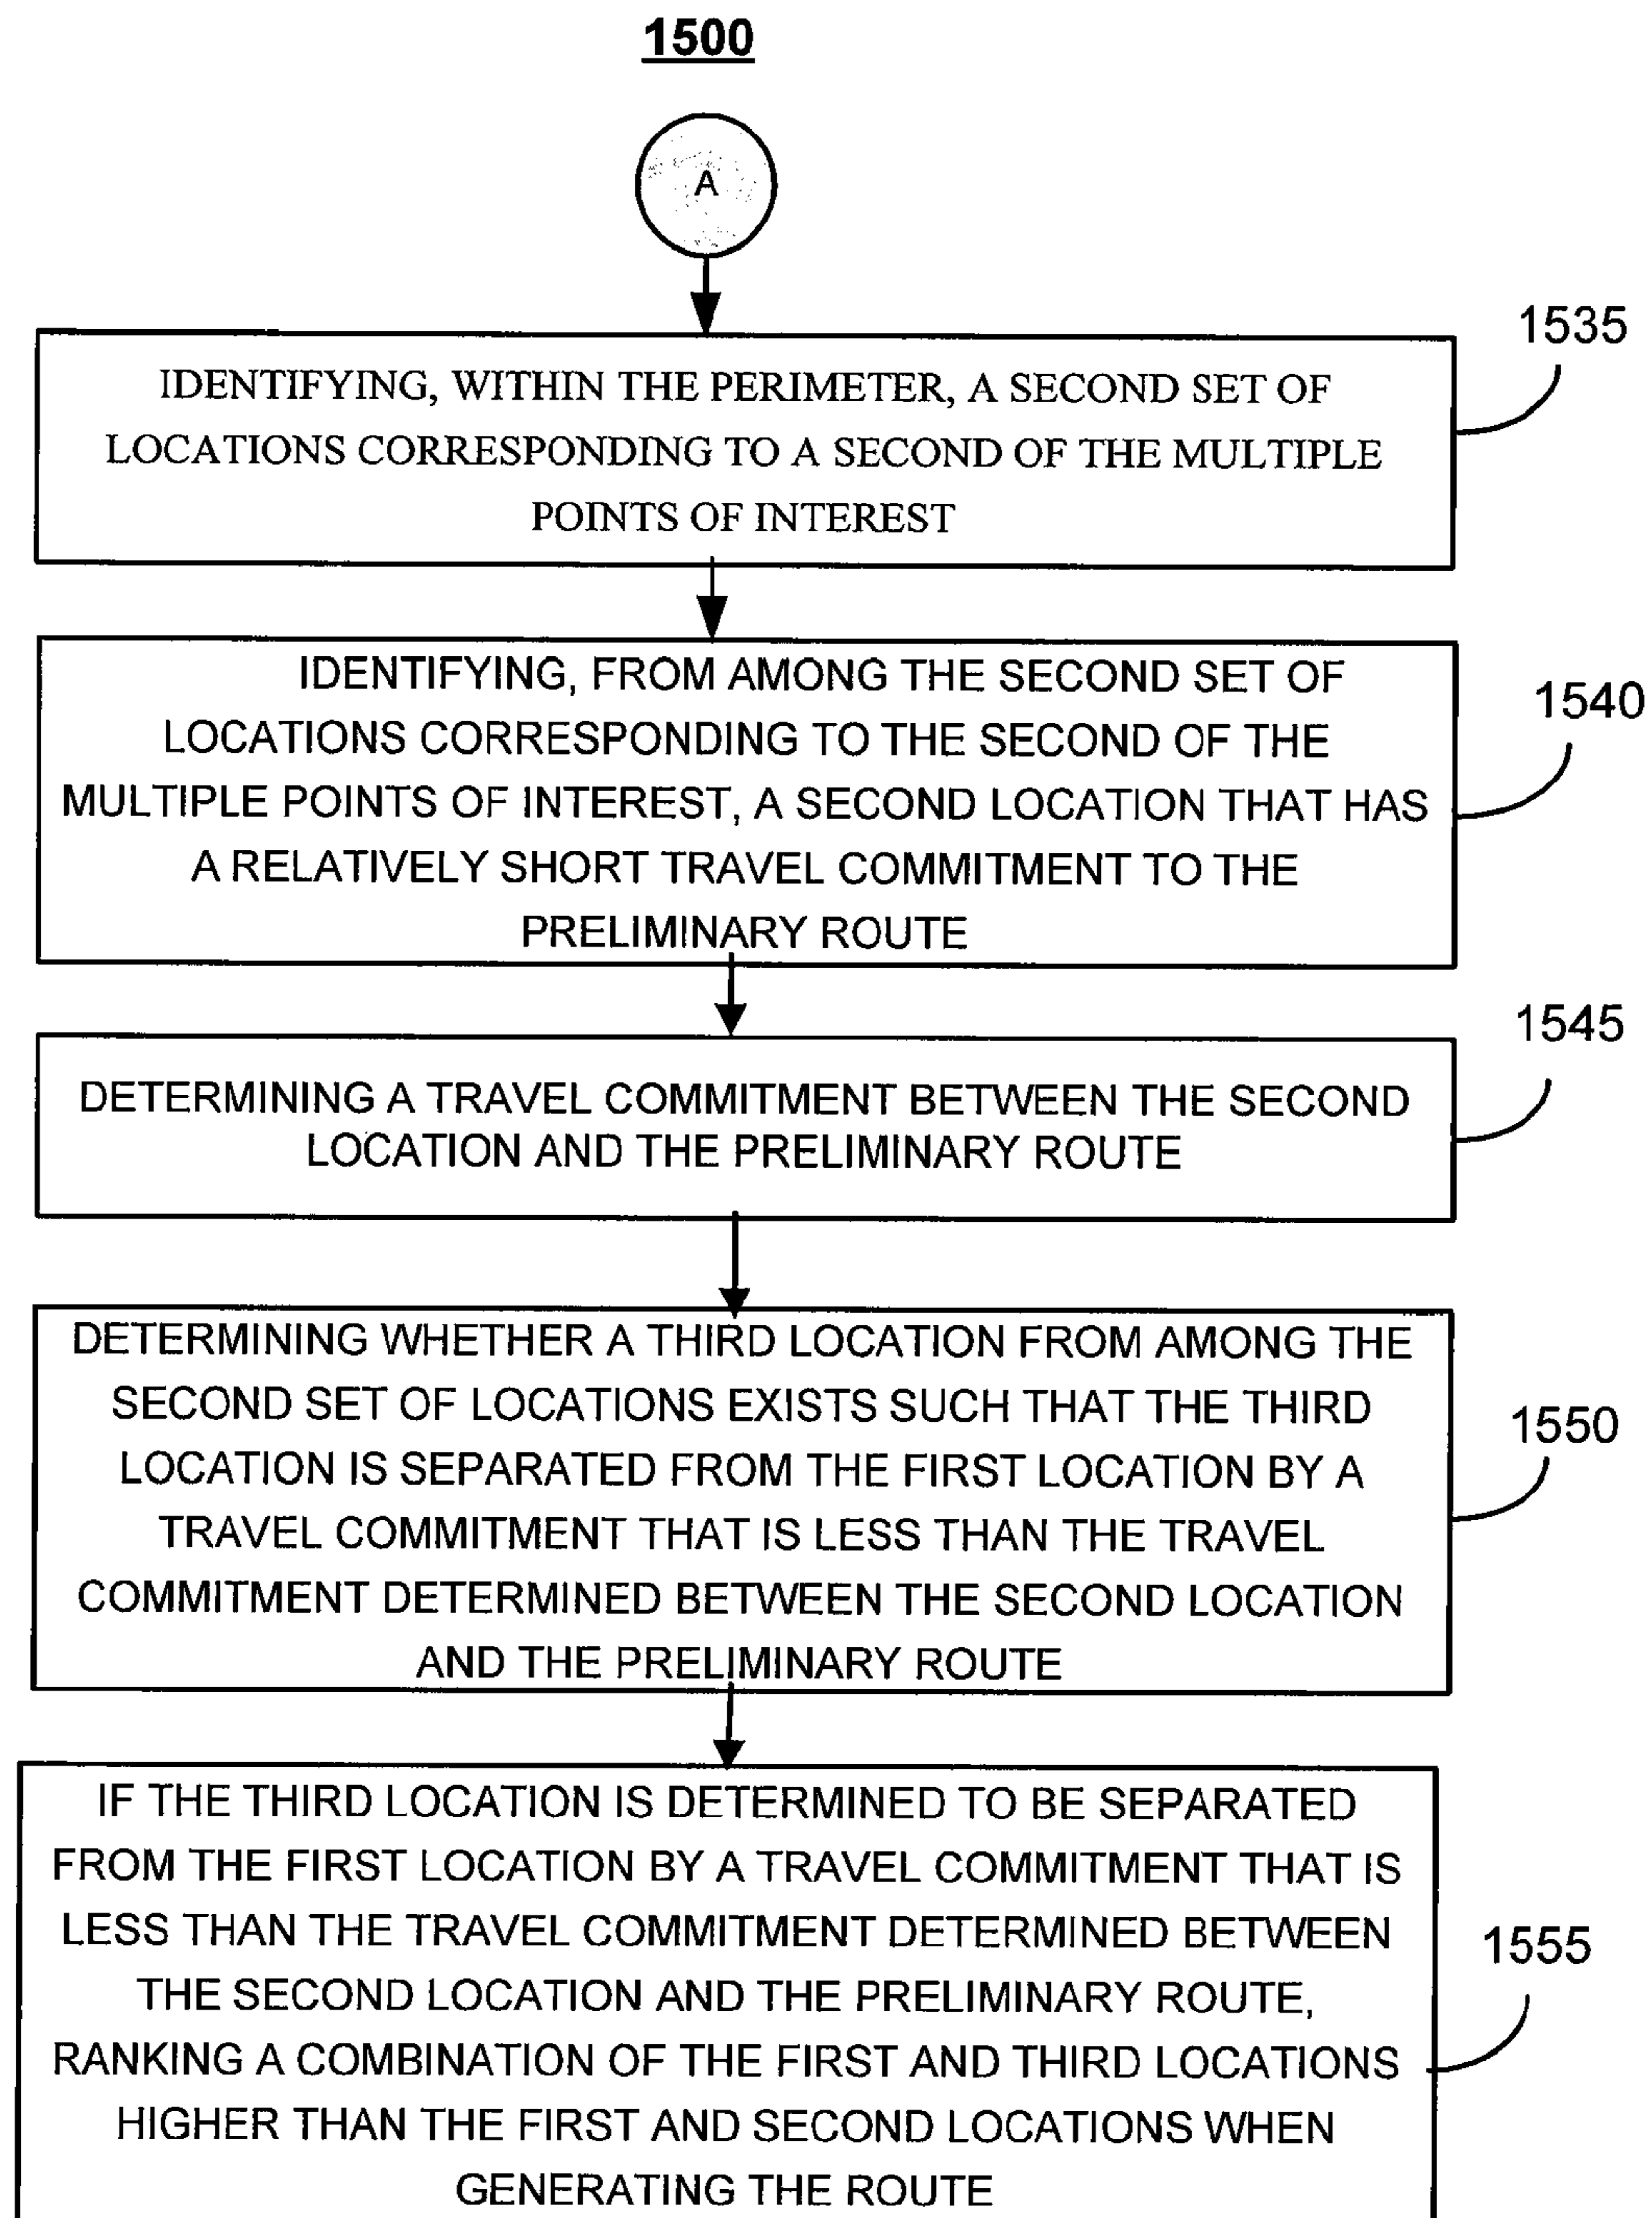 1500
A
1535
IDENTIFYING, WITHIN THE PERIMETER, A SECOND SET OF
LOCATIONS CORRESPONDING TO A SECOND OF THE MULTIPLE
POINTS OF INTEREST
1540
IDENTIFYING, FROM AMONG THE SECOND SET OF
LOCATIONS CORRESPONDING TO THE SECOND OF THE
MULTIPLE POINTS OF INTEREST, A SECOND LOCATION THAT HAS
A RELATIVELY SHORT TRAVEL COMMITMENT TO THE
PRELIMINARY ROUTE
1545
DETERMINING A TRAVEL COMMITMENT BETWEEN THE SECOND
LOCATION AND THE PRELIMINARY ROUTE
1550
DETERMINING WHETHER A THIRD LOCATION FROM AMONG THE
SECOND SET OF LOCATIONS EXISTS SUCH THAT THE THIRD
LOCATION IS SEPARATED FROM THE FIRST LOCATION BY A
TRAVEL COMMITMENT THAT IS LESS THAN THE TRAVEL
COMMITMENT DETERMINED BETWEEN THE SECOND LOCATION
AND THE PRELIMINARY ROUTE
1555
IF THE THIRD LOCATION IS DETERMINED TO BE SEPARATED
FROM THE FIRST LOCATION BY A TRAVEL COMMITMENT THAT IS
LESS THAN THE TRAVEL COMMITMENT DETERMINED BETWEEN
THE SECOND LOCATION AND THE PRELIMINARY ROUTE,
RANKING A COMBINATION OF THE FIRST AND THIRD LOCATIONS
HIGHER THAN THE FIRST AND SECOND LOCATIONS WHEN
GENERATING THE ROUTE